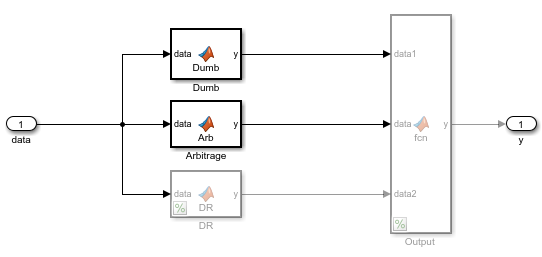 data y
Dumb
Dumb
data1
1
data
data y
Arb
Arbitrage
data
fcn
1
y
data y
%
DR
DR
data2
%
Output